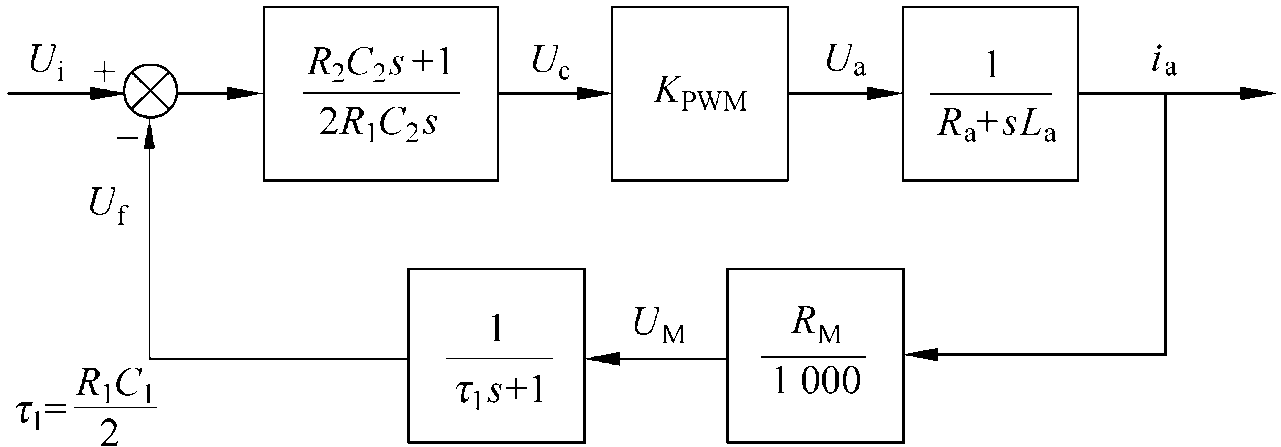 U_i + R_2C_2s+1 / 2R_1C_2s U_c K_PWM U_a 1 / R_a+sL_a i_a
−
U_f 1 / τ_1s+1 U_M R_M / 1 000
τ_1= R_1C_1 / 2